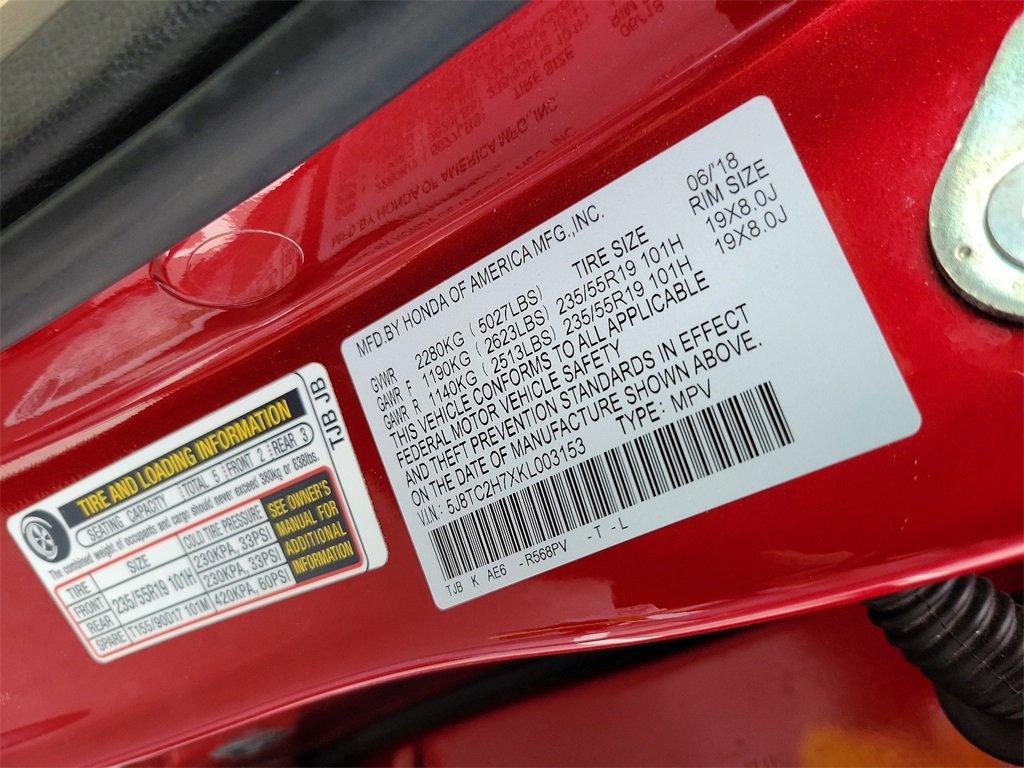 MFD.BY HONDA OF AMERICA MFG.,INC. 06/'18
GVWR 2280KG ( 5027LBS) TIRE SIZE RIM SIZE
GAWR F 1190KG ( 2623LBS) 235/55R19 101H 19X8.0J
GAWR R 1140KG ( 2513LBS) 235/55R19 101H 19X8.0J
THIS VEHICLE CONFORMS TO ALL APPLICABLE
FEDERAL MOTOR VEHICLE SAFETY
AND THEFT PREVENTION STANDARDS IN EFFECT
ON THE DATE OF MANUFACTURE SHOWN ABOVE.
V.I.N.: 5J8TC2H7XKL003153 TYPE: MPV
TJB K AE6 -R568PV -T -L
TIRE AND LOADING INFORMATION
TJB JB
SEATING CAPACITY TOTAL 5 FRONT 2 REAR 3
The combined weight of occupants and cargo should never exceed 380kg or 838lbs.
TIRE SIZE COLD TIRE PRESSURE
FRONT 235/55R19 101H 230KPA, 33PSI
REAR 230KPA, 33PSI
SPARE T155/90D17 101M 420KPA, 60PSI
SEE OWNER'S
MANUAL FOR
ADDITIONAL
INFORMATION